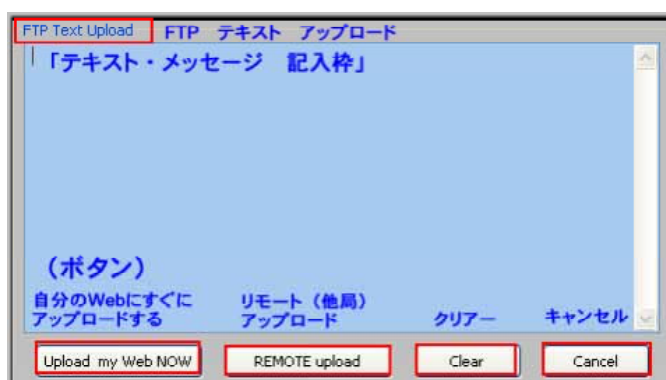 FTP Text Upload FTP テキスト アップロード
「テキスト・メッセージ 記入枠」
（ボタン）
自分のWebにすぐに
アップロードする
リモート（他局）
アップロード
クリアー
キャンセル
Upload my Web NOW
REMOTE upload
Clear
Cancel